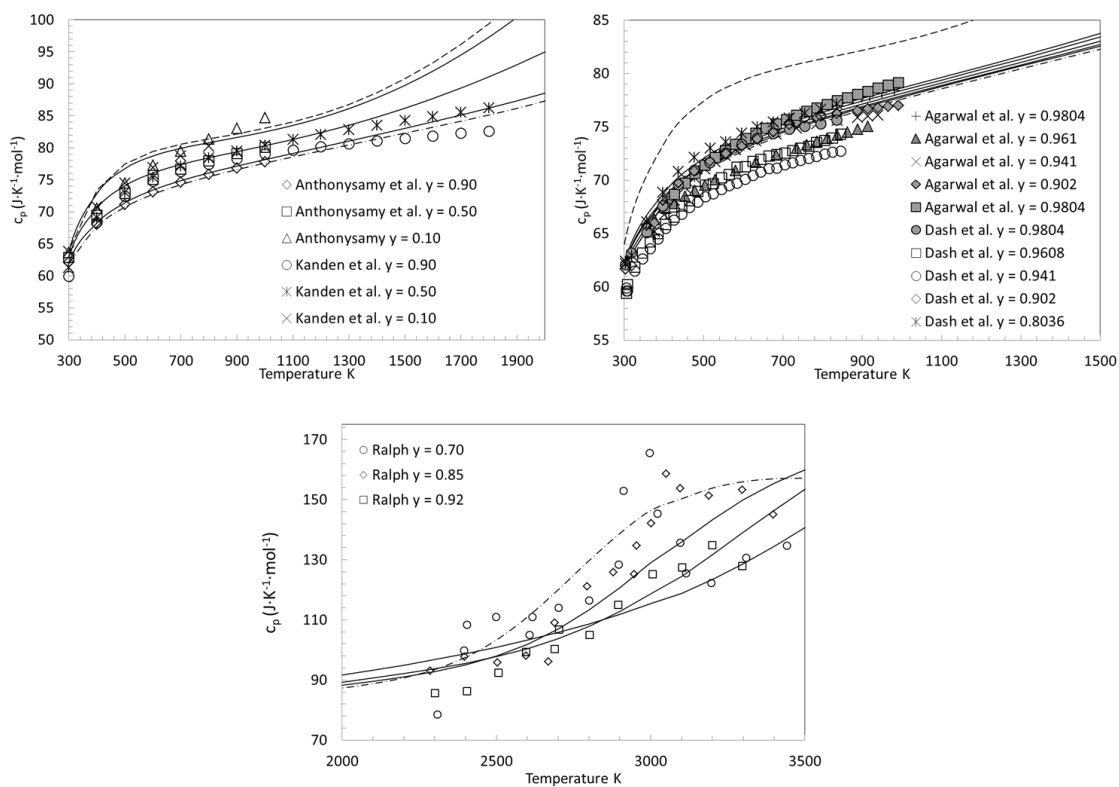 100
95
90
85
80
75
70
65
60
55
50
cp (J·K-1·mol-1)
300 500 700 900 1100 1300 1500 1700 1900
Temperature K
Anthonysamy et al. y = 0.90
Anthonysamy et al. y = 0.50
Anthonysamy y = 0.10
Kanden et al. y = 0.90
Kanden et al. y = 0.50
Kanden et al. y = 0.10
85
80
75
70
65
60
55
cp (J·K-1·mol-1)
300 500 700 900 1100 1300 1500
Temperature K
Agarwal et al. y = 0.9804
Agarwal et al. y = 0.961
Agarwal et al. y = 0.941
Agarwal et al. y = 0.902
Agarwal et al. y = 0.9804
Dash et al. y = 0.9804
Dash et al. y = 0.9608
Dash et al. y = 0.941
Dash et al. y = 0.902
Dash et al. y = 0.8036
170
150
130
110
90
70
cp (J·K-1·mol-1)
2000 2500 3000 3500
Temperature K
Ralph y = 0.70
Ralph y = 0.85
Ralph y = 0.92